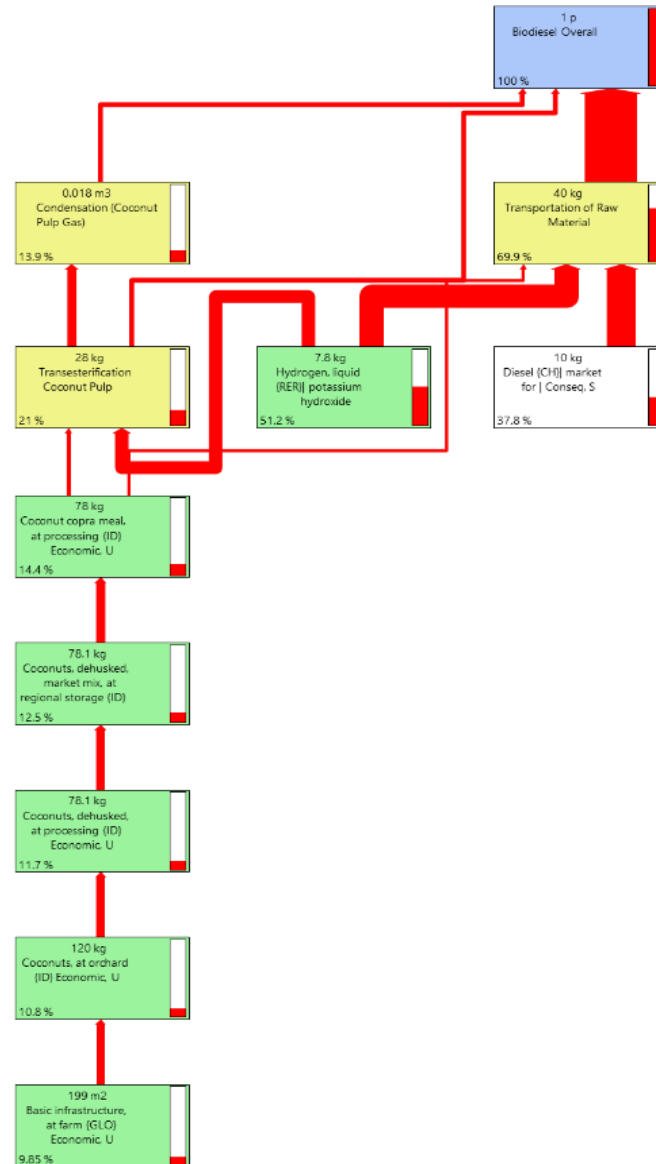 1 p
Biodiesel Overall
100 %
0.018 m3
Condensation (Coconut
Pulp Gas)
13.9 %
40 kg
Transportation of Raw
Material
69.9 %
28 kg
Transesterification
Coconut Pulp
21 %
7.8 kg
Hydrogen, liquid
{RER}| potassium
hydroxide
51.2 %
10 kg
Diesel {CH}| market
for | Conseq, S
37.8 %
78 kg
Coconut copra meal,
at processing {ID}
Economic, U
14.4 %
78.1 kg
Coconuts, dehusked,
market mix, at
regional storage {ID}
12.5 %
78.1 kg
Coconuts, dehusked,
at processing {ID}
Economic, U
11.7 %
120 kg
Coconuts, at orchard
{ID} Economic, U
10.8 %
199 m2
Basic infrastructure,
at farm {GLO}
Economic, U
9.85 %